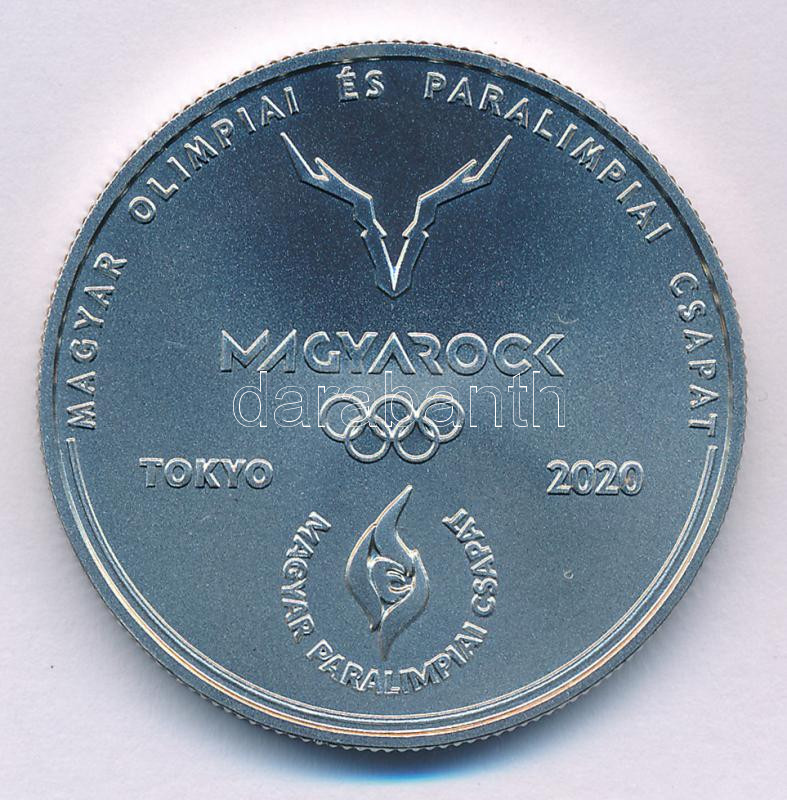 MAGYAR OLIMPIAI ÉS PARALIMPIAI CSAPAT
MAGYAROCK
darabanth
TOKYO 2020
MAGYAR PARALIMPIAI CSAPAT